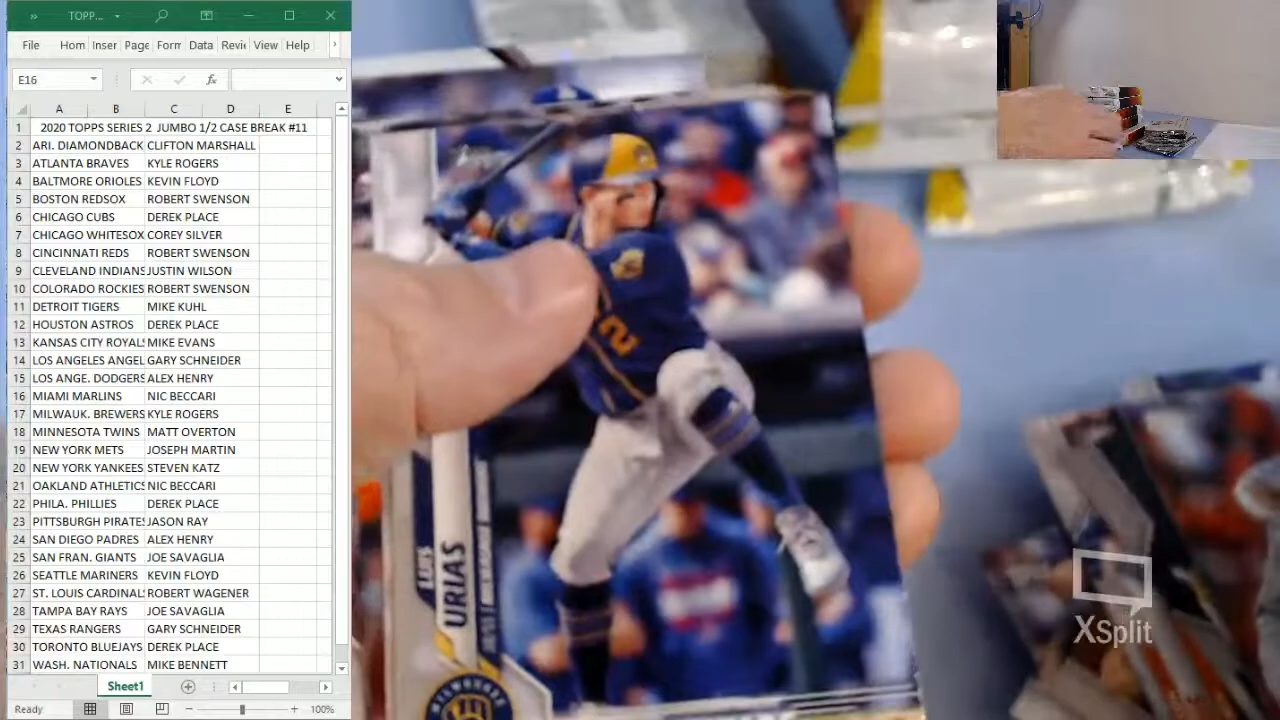 TOPP...
File Hom Inser Page Form Data Revi View Help
E16 fx
A B C D E
1 2020 TOPPS SERIES 2 JUMBO 1/2 CASE BREAK #11
2 ARI. DIAMONDBACK CLIFTON MARSHALL
3 ATLANTA BRAVES KYLE ROGERS
4 BALTMORE ORIOLES KEVIN FLOYD
5 BOSTON REDSOX ROBERT SWENSON
6 CHICAGO CUBS DEREK PLACE
7 CHICAGO WHITESOX COREY SILVER
8 CINCINNATI REDS ROBERT SWENSON
9 CLEVELAND INDIANS JUSTIN WILSON
10 COLORADO ROCKIES ROBERT SWENSON
11 DETROIT TIGERS MIKE KUHL
12 HOUSTON ASTROS DEREK PLACE
13 KANSAS CITY ROYALS MIKE EVANS
14 LOS ANGELES ANGEL GARY SCHNEIDER
15 LOS ANGE. DODGERS ALEX HENRY
16 MIAMI MARLINS NIC BECCARI
17 MILWAUK. BREWERS KYLE ROGERS
18 MINNESOTA TWINS MATT OVERTON
19 NEW YORK METS JOSEPH MARTIN
20 NEW YORK YANKEES STEVEN KATZ
21 OAKLAND ATHLETICS NIC BECCARI
22 PHILA. PHILLIES DEREK PLACE
23 PITTSBURGH PIRATES JASON RAY
24 SAN DIEGO PADRES ALEX HENRY
25 SAN FRAN. GIANTS JOE SAVAGLIA
26 SEATTLE MARINERS KEVIN FLOYD
27 ST. LOUIS CARDINAL ROBERT WAGENER
28 TAMPA BAY RAYS JOE SAVAGLIA
29 TEXAS RANGERS GARY SCHNEIDER
30 TORONTO BLUEJAYS DEREK PLACE
31 WASH. NATIONALS MIKE BENNETT
Sheet1
Ready 100%
2
LUIS
URIAS
MILWAUKEE
XSplit